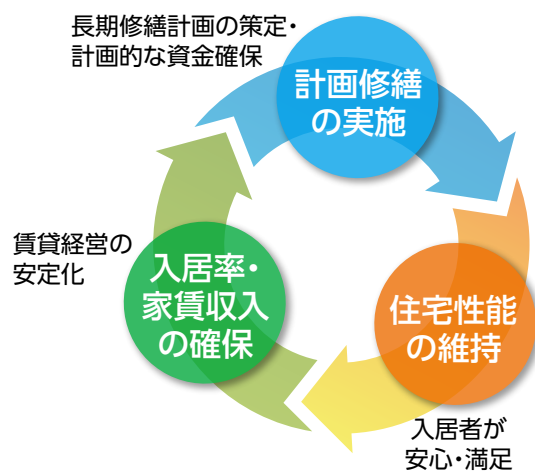 長期修繕計画の策定・
計画的な資金確保
計画修繕
の実施
住宅性能
の維持
入居者が
安心・満足
入居率・
家賃収入
の確保
賃貸経営の
安定化